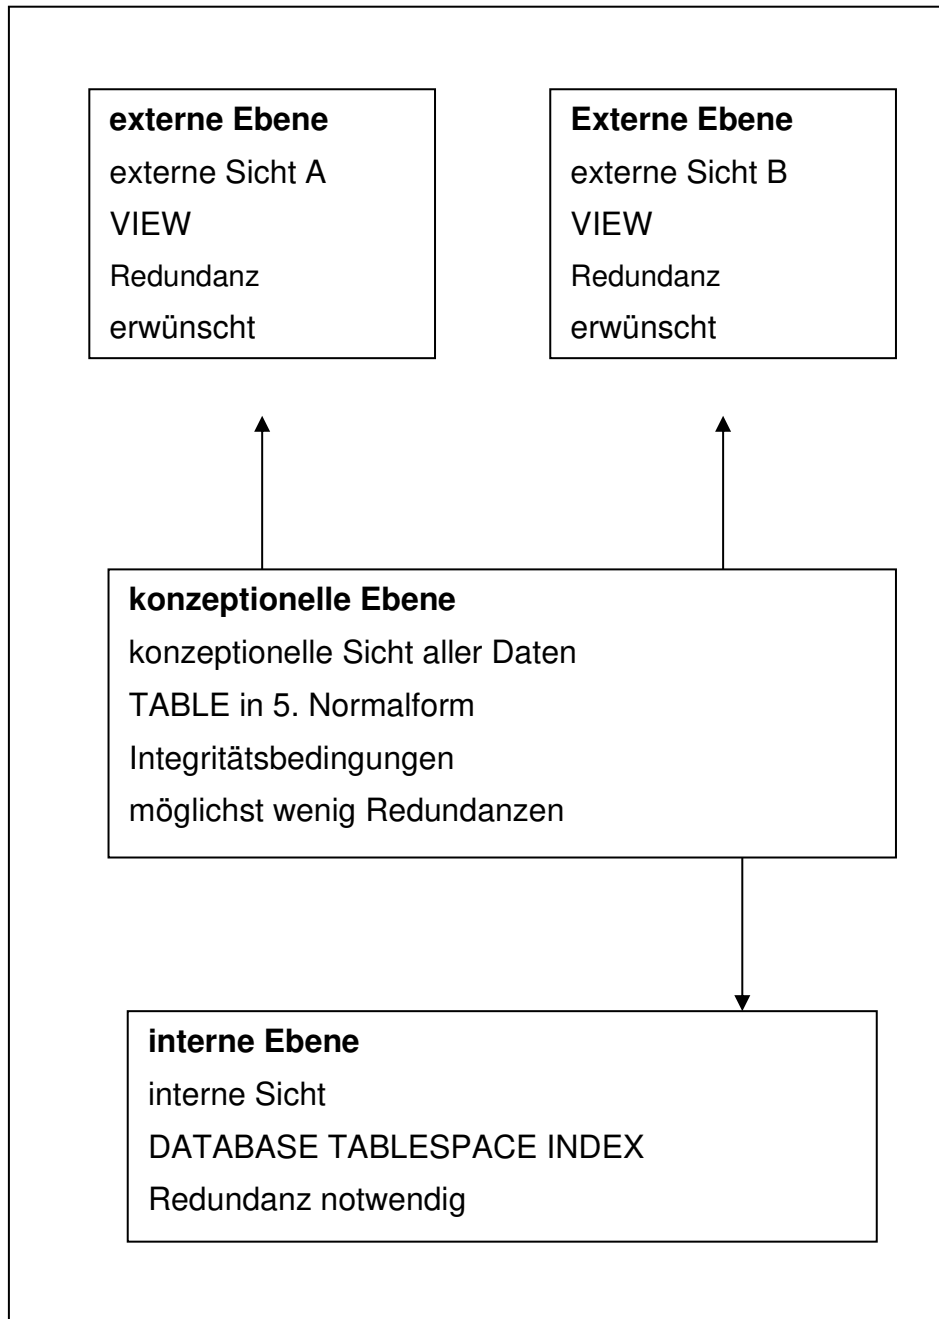 externe Ebene
externe Sicht A
VIEW
Redundanz
erwünscht
Externe Ebene
externe Sicht B
VIEW
Redundanz
erwünscht
konzeptionelle Ebene
konzeptionelle Sicht aller Daten
TABLE in 5. Normalform
Integritätsbedingungen
möglichst wenig Redundanzen
interne Ebene
interne Sicht
DATABASE TABLESPACE INDEX
Redundanz notwendig